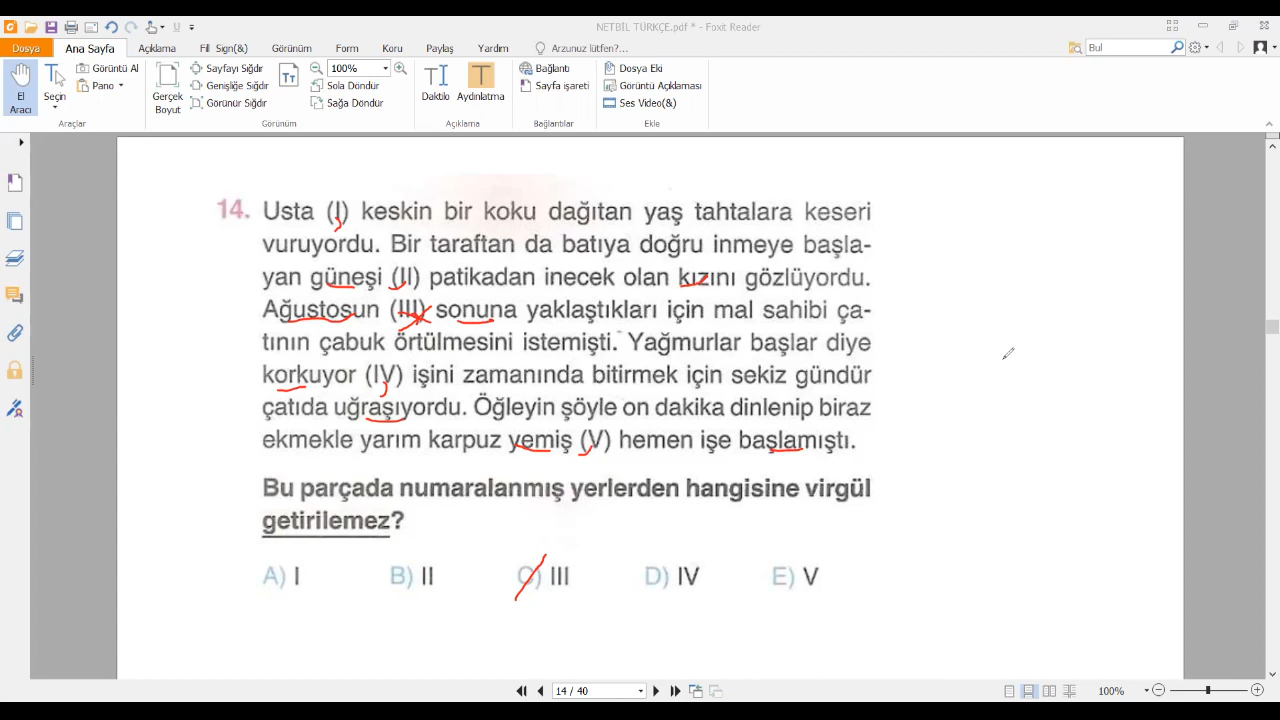 NETBİL TÜRKÇE.pdf * - Foxit Reader
Dosya Ana Sayfa Açıklama Fill Sign(&) Görünüm Form Koru Paylaş Yardım Arzunuz lütfen?... Bul
El Aracı
Seçin
Görüntü Al
Pano
Gerçek Boyut
Sayfayı Sığdır
Genişliğe Sığdır
Görünür Sığdır
100%
Sola Döndür
Sağa Döndür
Daktilo
Aydınlatma
Bağlantı
Sayfa işareti
Dosya Eki
Görüntü Açıklaması
Ses Video(&)
Araçlar Görünüm Açıklama Bağlantılar Ekle
14. Usta (I) keskin bir koku dağıtan yaş tahtalara keseri
vuruyordu. Bir taraftan da batıya doğru inmeye başla-
yan güneşi (II) patikadan inecek olan kızını gözlüyordu.
Ağustosun (III) sonuna yaklaştıkları için mal sahibi ça-
tının çabuk örtülmesini istemişti. Yağmurlar başlar diye
korkuyor (IV) işini zamanında bitirmek için sekiz gündür
çatıda uğraşıyordu. Öğleyin şöyle on dakika dinlenip biraz
ekmekle yarım karpuz yemiş (V) hemen işe başlamıştı.
Bu parçada numaralanmış yerlerden hangisine virgül
getirilemez?
A) I B) II C) III D) IV E) V
14 / 40
100%